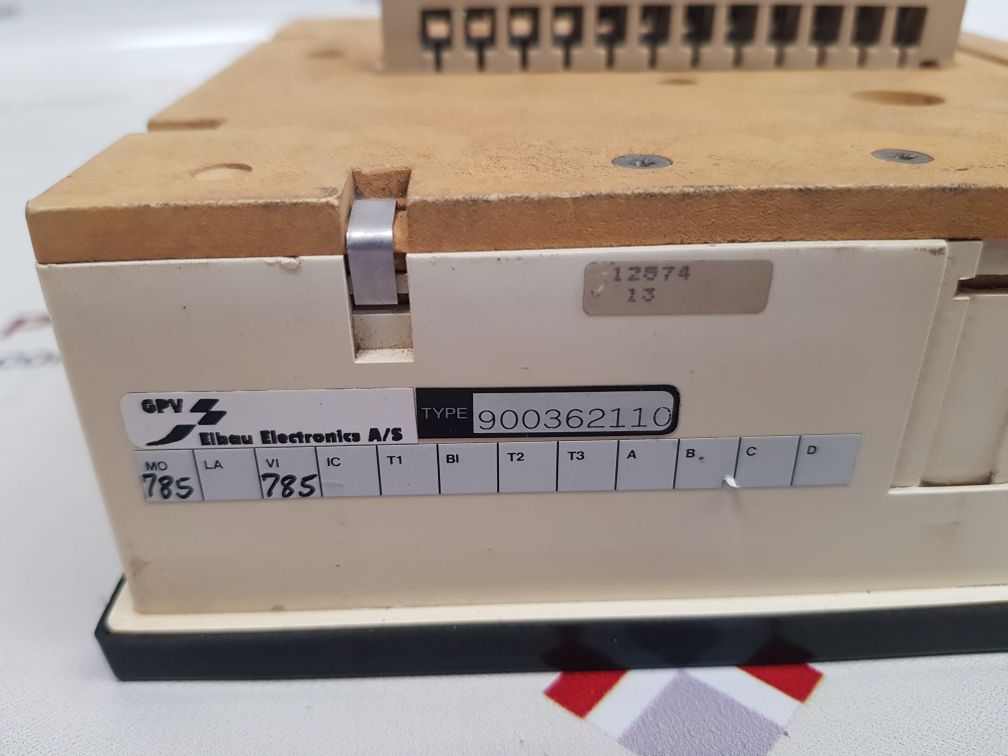 12574
13
GPV
Elbau Electronics A/S
TYPE 900362110
MO LA VI IC T1 BI T2 T3 A B C D
785 785